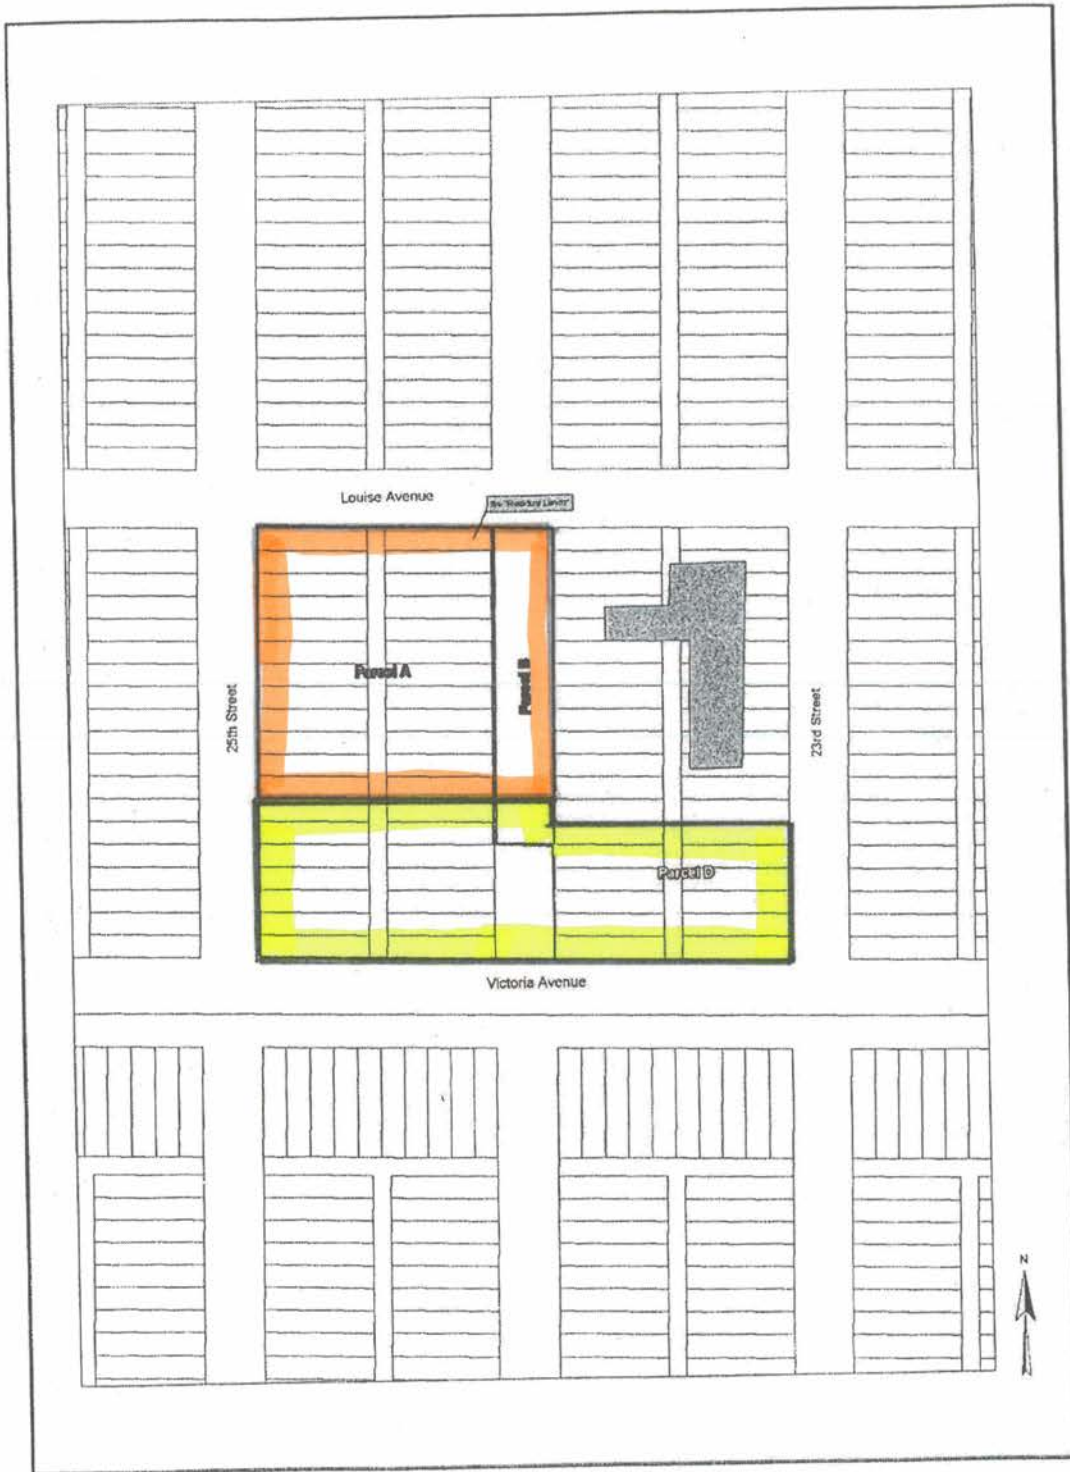 Louise Avenue
25th Street
Parcel A
Parcel B
23rd Street
Parcel D
Victoria Avenue
N